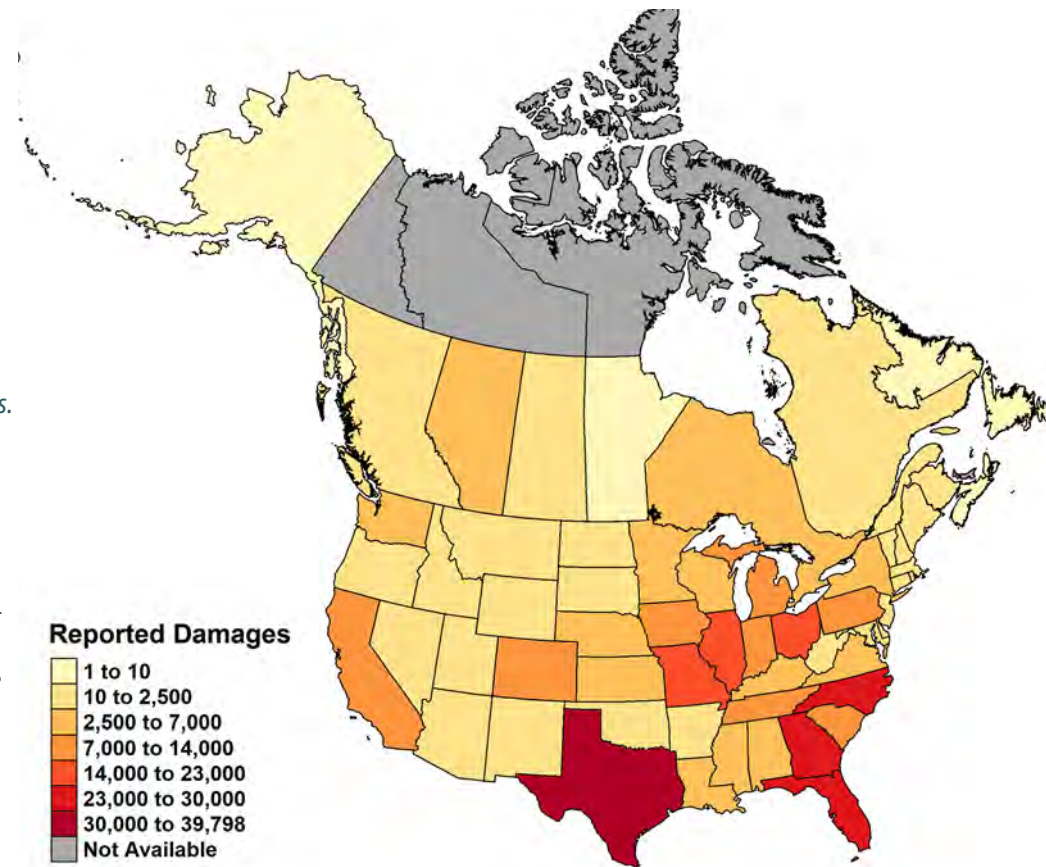 s.
Reported Damages
1 to 10
10 to 2,500
2,500 to 7,000
7,000 to 14,000
14,000 to 23,000
23,000 to 30,000
30,000 to 39,798
Not Available